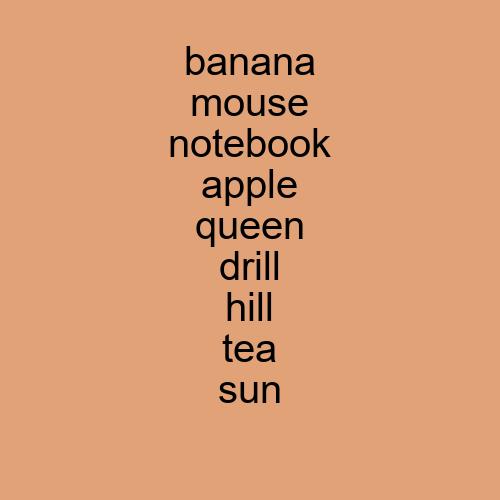 banana
mouse
notebook
apple
queen
drill
hill
tea
sun